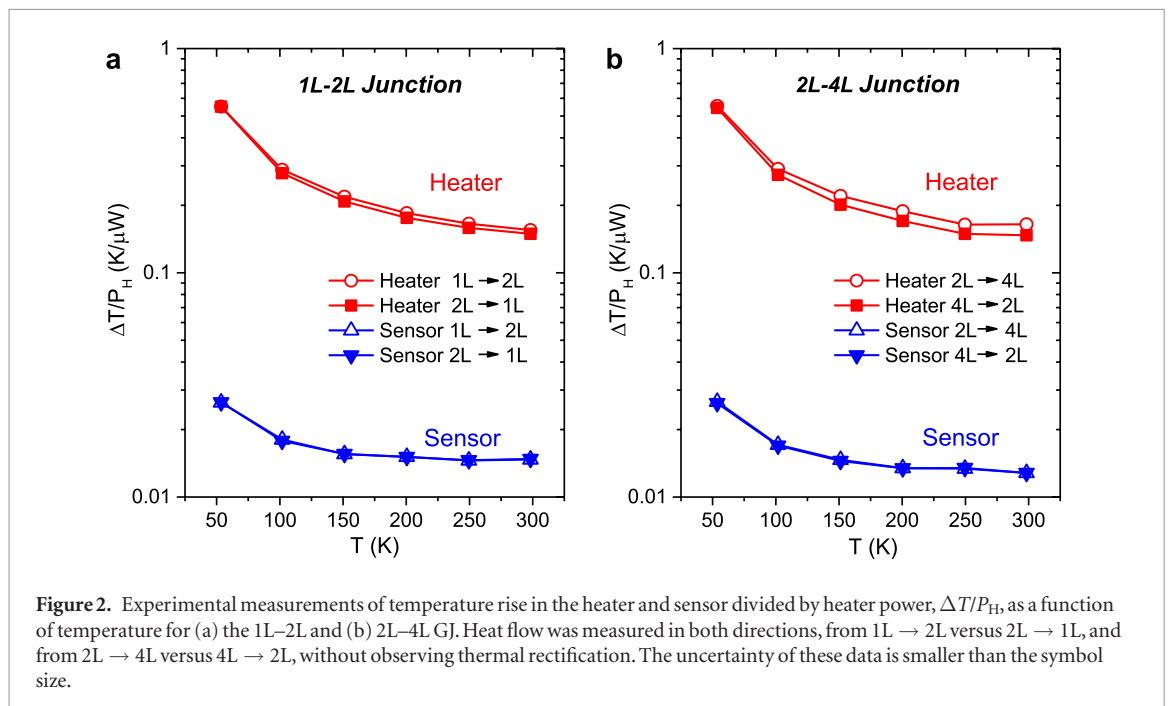 a
1L-2L Junction
1
0.1
0.01
ΔT/P_H (K/μW)
Heater
Heater 1L → 2L
Heater 2L → 1L
Sensor 1L → 2L
Sensor 2L → 1L
Sensor
50 100 150 200 250 300
T (K)
b
2L-4L Junction
1
0.1
0.01
ΔT/P_H (K/μW)
Heater
Heater 2L → 4L
Heater 4L → 2L
Sensor 2L → 4L
Sensor 4L → 2L
Sensor
50 100 150 200 250 300
T (K)
Figure 2. Experimental measurements of temperature rise in the heater and sensor divided by heater power, ΔT/P_H, as a function
of temperature for (a) the 1L–2L and (b) 2L–4L GJ. Heat flow was measured in both directions, from 1L → 2L versus 2L → 1L, and
from 2L → 4L versus 4L → 2L, without observing thermal rectification. The uncertainty of these data is smaller than the symbol
size.